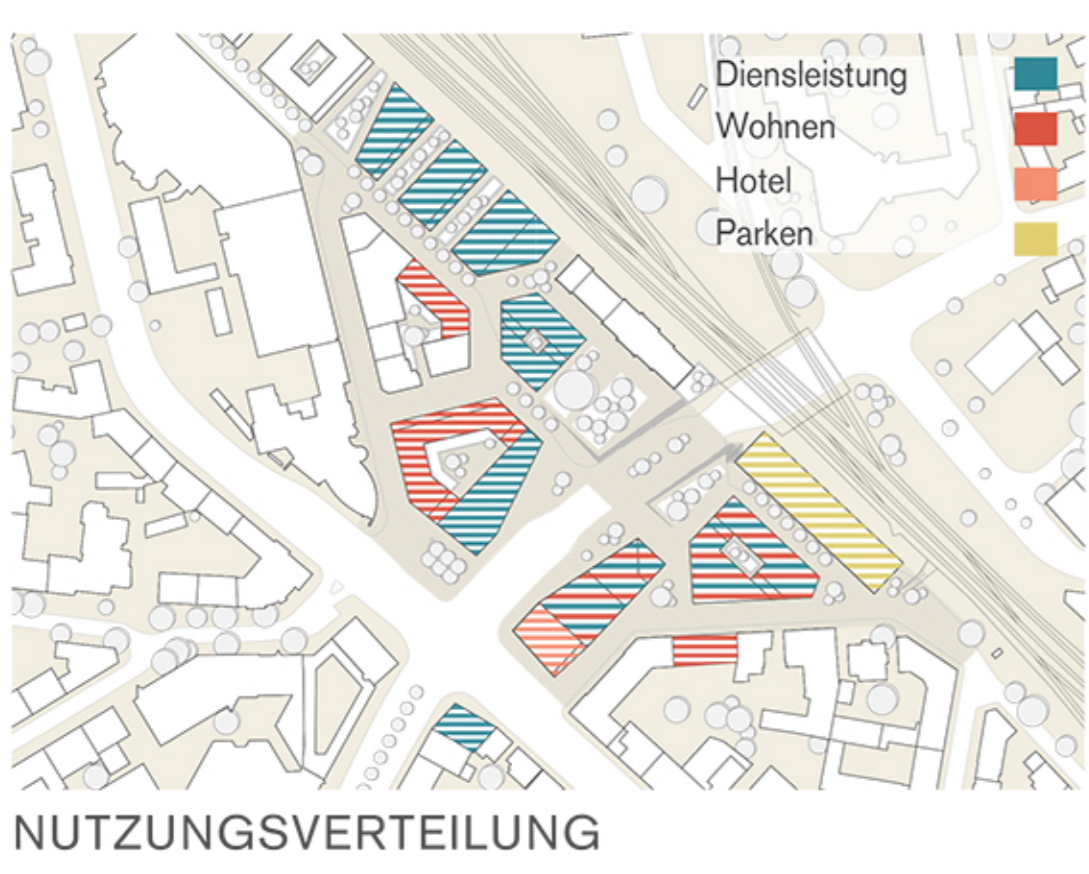 Diensleistung
Wohnen
Hotel
Parken
NUTZUNGSVERTEILUNG